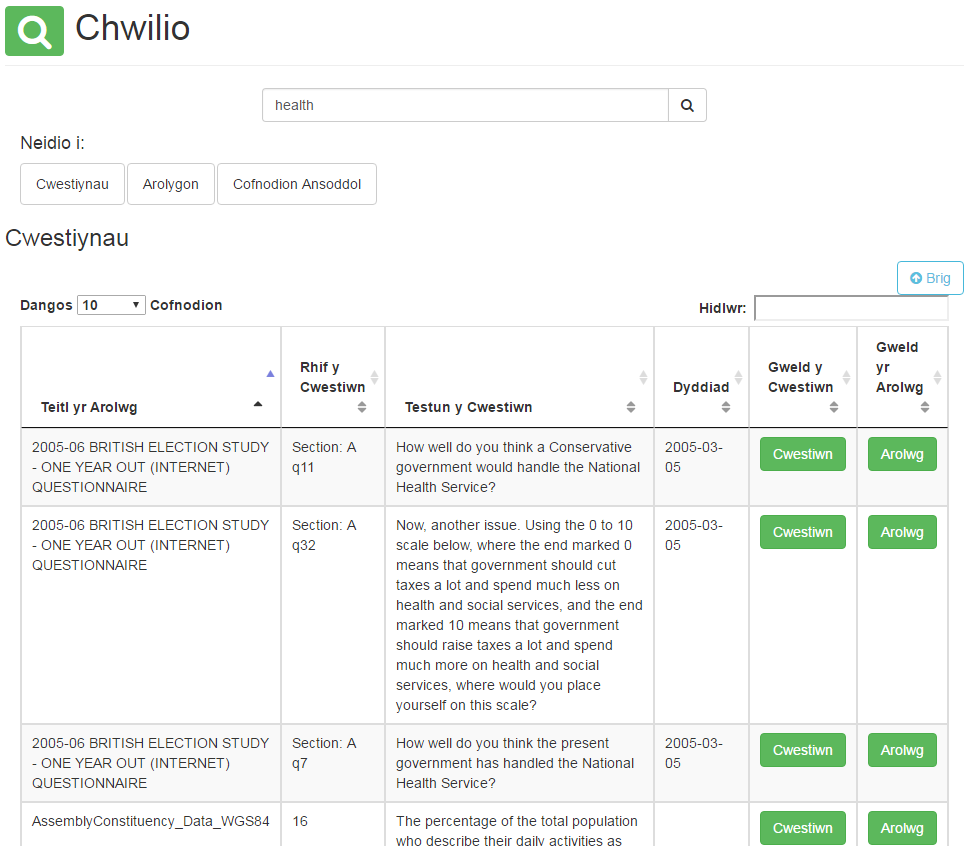 Chwilio
health
Neidio i:
Cwestiynau
Arolygon
Cofnodion Ansoddol
Cwestiynau
Brig
Dangos 10 Cofnodion
Hidlwr:
Teitl yr Arolwg
Rhif y
Cwestiwn
Testun y Cwestiwn
Dyddiad
Gweld y
Cwestiwn
Gweld
yr
Arolwg
2005-06 BRITISH ELECTION STUDY
- ONE YEAR OUT (INTERNET)
QUESTIONNAIRE
Section: A
q11
How well do you think a Conservative
government would handle the National
Health Service?
2005-03-
05
Cwestiwn
Arolwg
2005-06 BRITISH ELECTION STUDY
- ONE YEAR OUT (INTERNET)
QUESTIONNAIRE
Section: A
q32
Now, another issue. Using the 0 to 10
scale below, where the end marked 0
means that government should cut
taxes a lot and spend much less on
health and social services, and the end
marked 10 means that government
should raise taxes a lot and spend
much more on health and social
services, where would you place
yourself on this scale?
2005-03-
05
Cwestiwn
Arolwg
2005-06 BRITISH ELECTION STUDY
- ONE YEAR OUT (INTERNET)
QUESTIONNAIRE
Section: A
q7
How well do you think the present
government has handled the National
Health Service?
2005-03-
05
Cwestiwn
Arolwg
AssemblyConstituency_Data_WGS84
16
The percentage of the total population
who describe their daily activities as
Cwestiwn
Arolwg